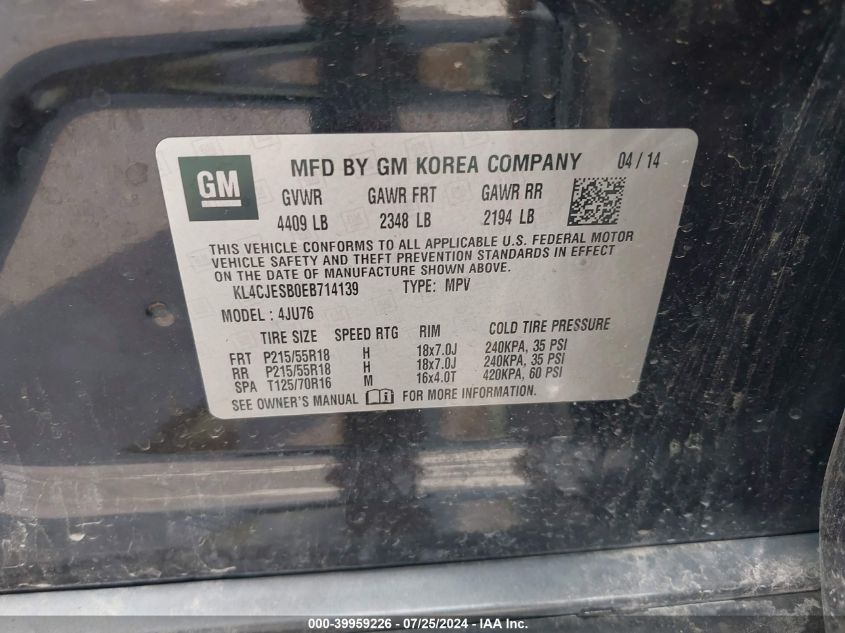 GM
MFD BY GM KOREA COMPANY 04 / 14
GVWR GAWR FRT GAWR RR
4409 LB 2348 LB 2194 LB
THIS VEHICLE CONFORMS TO ALL APPLICABLE U.S. FEDERAL MOTOR
VEHICLE SAFETY AND THEFT PREVENTION STANDARDS IN EFFECT
ON THE DATE OF MANUFACTURE SHOWN ABOVE.
KL4CJESB0EB714139 TYPE: MPV
MODEL : 4JU76
TIRE SIZE SPEED RTG RIM COLD TIRE PRESSURE
FRT P215/55R18 H 18x7.0J 240KPA, 35 PSI
RR P215/55R18 H 18x7.0J 240KPA, 35 PSI
SPA T125/70R16 M 16x4.0T 420KPA, 60 PSI
SEE OWNER'S MANUAL FOR MORE INFORMATION.
000-39959226 - 07/25/2024 - IAA Inc.